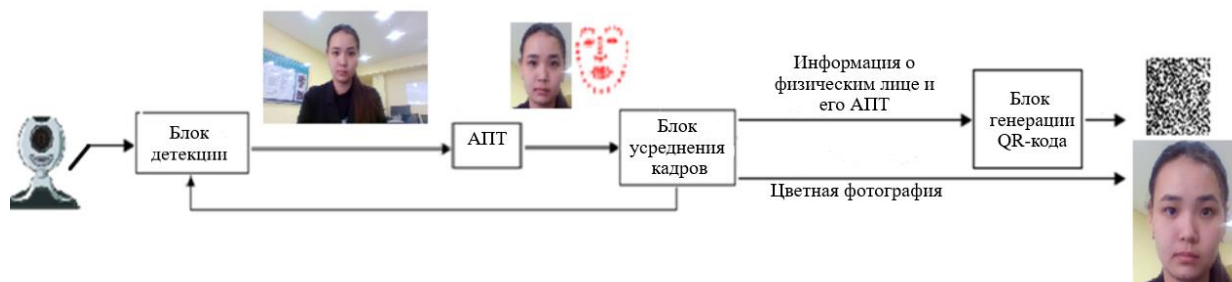 Блок
детекции
АПТ
Блок
усреднения
кадров
Информация о
физическим лице и
его АПТ
Цветная фотография
Блок
генерации
QR-кода